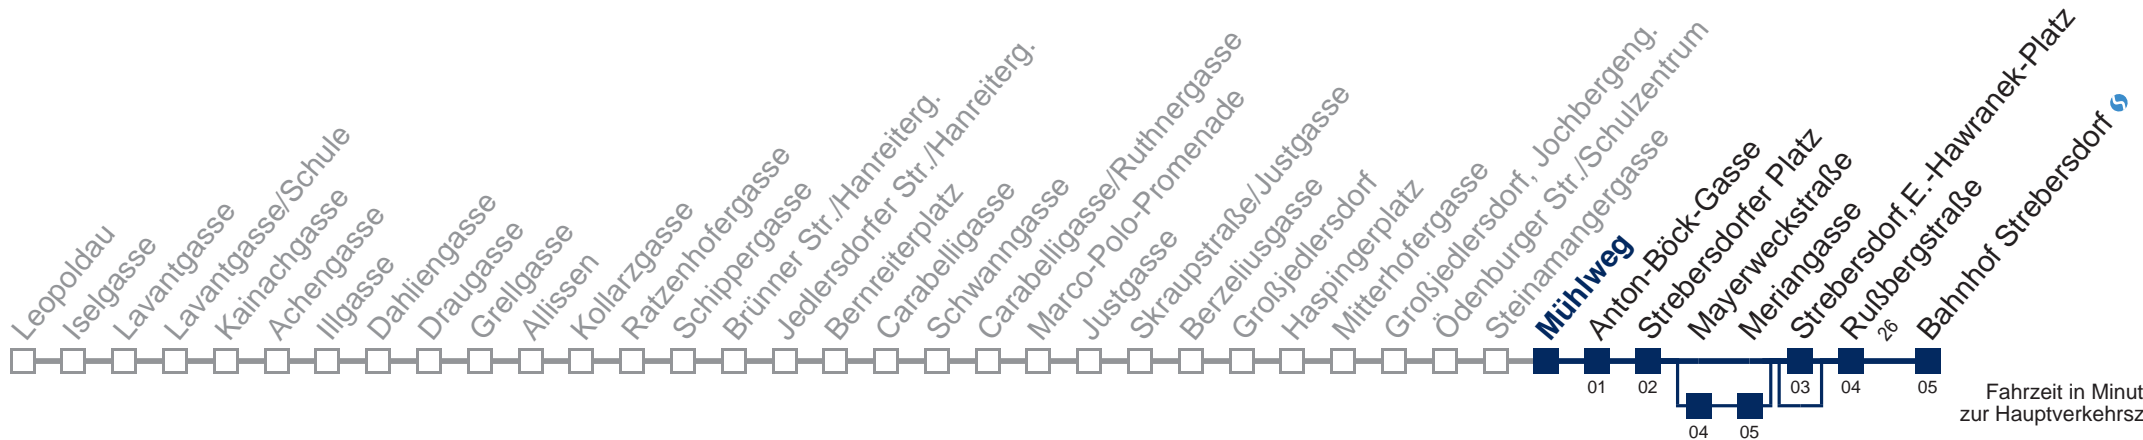 Leopoldau
Iselgasse
Lavantgasse
Lavantgasse/Schule
Kainachgasse
Achengasse
Illgasse
Dahliengasse
Draugasse
Grellgasse
Allissen
Kollarzgasse
Ratzenhofergasse
Schippergasse
Brünner Str./Hanreiterg.
Jedlersdorfer Str./Hanreiterg.
Bernreiterplatz
Carabelligasse
Schwanngasse
Carabelligasse/Ruthnergasse
Marco-Polo-Promenade
Justgasse
Skraupstraße/Justgasse
Berzeliusgasse
Großjedlersdorf
Haspingerplatz
Mitterhofergasse
Großjedlersdorf, Jochbergeng.
Ödenburger Str./Schulzentrum
Steinamangergasse
Mühlweg
Anton-Böck-Gasse
Strebersdorfer Platz
Mayerweckstraße
Meriangasse
Strebersdorf,E.-Hawranek-Platz
Rußbergstraße
26
Bahnhof Strebersdorf
01
02
03
04
05
04
05
Fahrzeit in Minut
zur Hauptverkehrsz